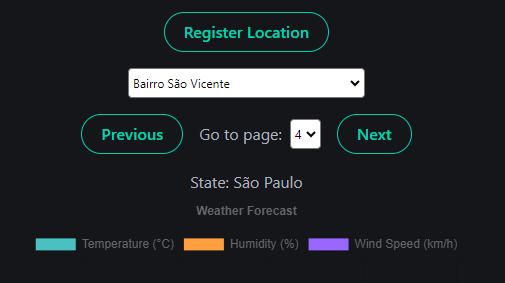 Register Location
Bairro São Vicente
Previous Go to page: 4 Next
State: São Paulo
Weather Forecast
Temperature (°C) Humidity (%) Wind Speed (km/h)